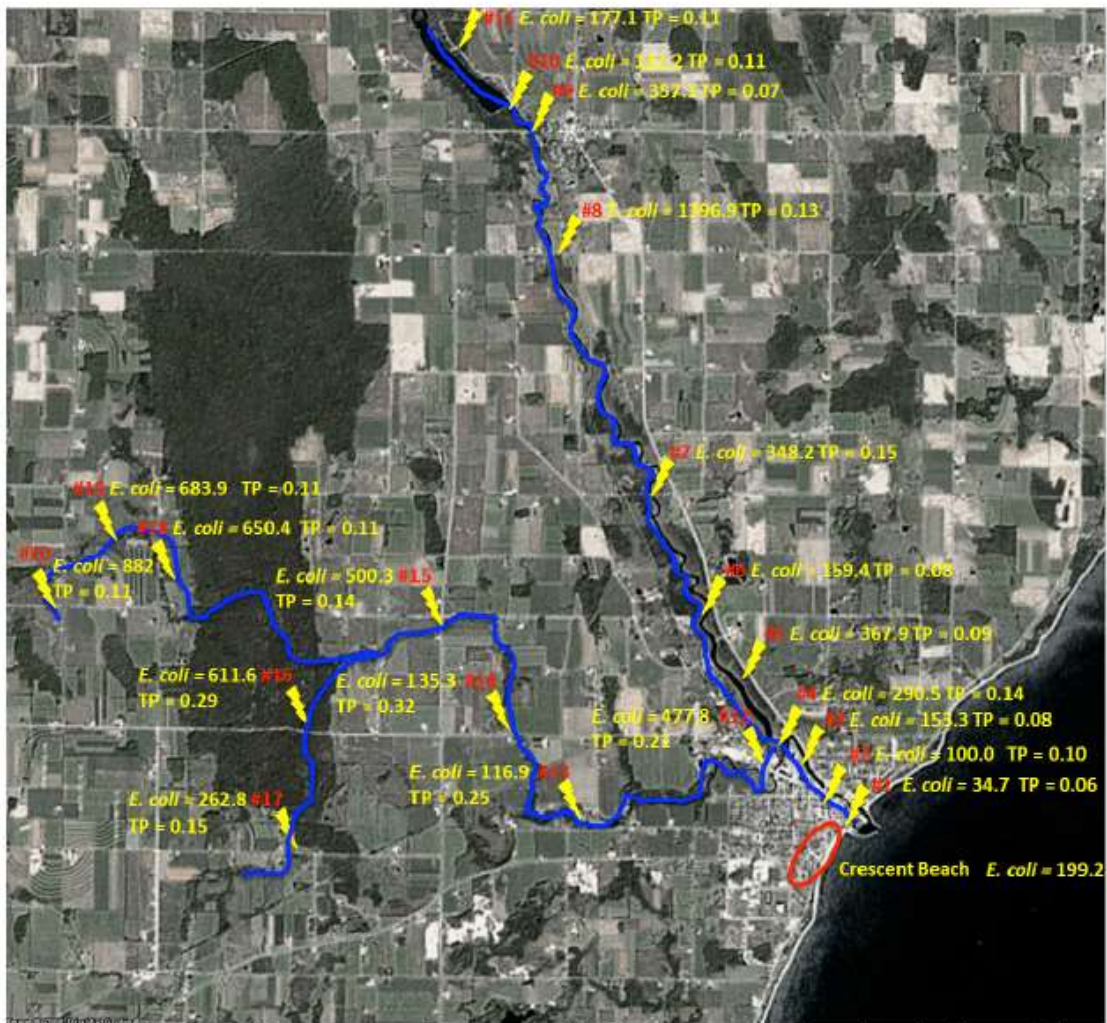 #11 E. coli = 177.1 TP = 0.11
#10 E. coli = TP = 0.11
E. coli = TP = 0.07
#8 E. coli = 1396.9 TP = 0.13
#7 E. coli = 348.2 TP = 0.15
E. coli = 683.9 TP = 0.11
E. coli = 650.4 TP = 0.11
#20
E. coli = 882
TP = 0.11
E. coli = 500.3 #15
TP = 0.14
#6 E. coli = 159.4 TP = 0.08
E. coli = 367.9 TP = 0.09
E. coli = 611.6 #16
TP = 0.29
E. coli = 135.3
TP = 0.32
#4 E. coli = 290.5 TP = 0.14
E. coli = 477.8
TP =
E. coli = 153.3 TP = 0.08
E. coli = 100.0 TP = 0.10
E. coli = 116.9
TP = 0.25
#1 E. coli = 34.7 TP = 0.06
E. coli = 262.8 #17
TP = 0.15
Crescent Beach E. coli = 199.2